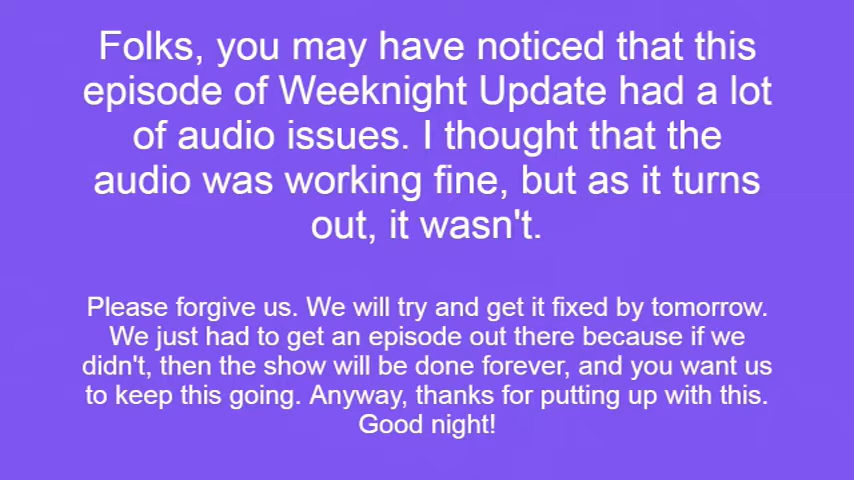 Folks, you may have noticed that this
episode of Weeknight Update had a lot
of audio issues. I thought that the
audio was working fine, but as it turns
out, it wasn't.
Please forgive us. We will try and get it fixed by tomorrow.
We just had to get an episode out there because if we
didn't, then the show will be done forever, and you want us
to keep this going. Anyway, thanks for putting up with this.
Good night!